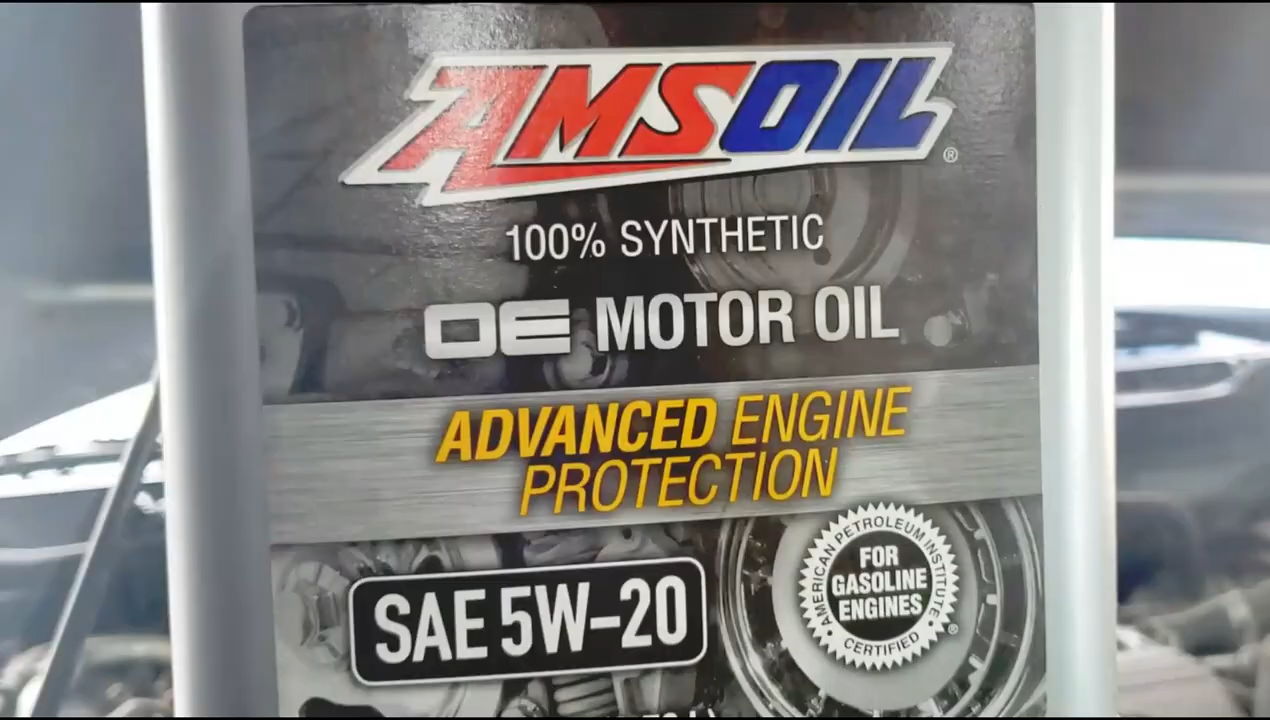 AMSOIL®
100% SYNTHETIC
OE MOTOR OIL
ADVANCED ENGINE
PROTECTION
SAE 5W-20
AMERICAN PETROLEUM INSTITUTE
FOR
GASOLINE
ENGINES
CERTIFIED
®